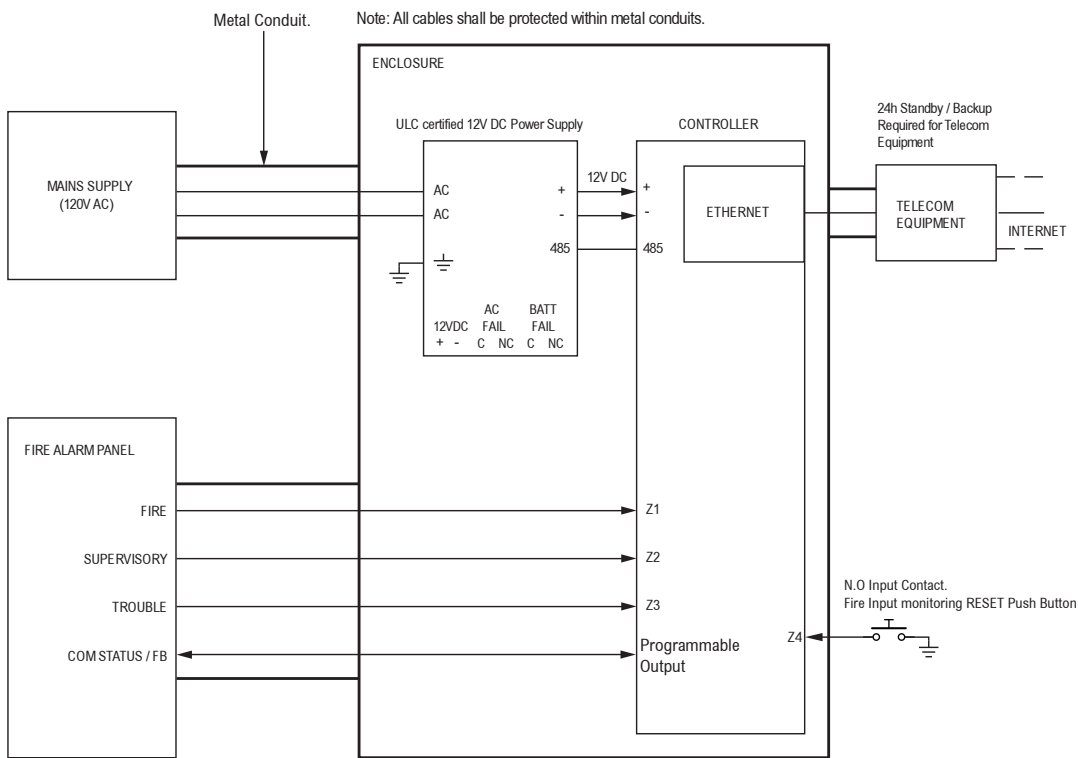 Metal Conduit.
Note: All cables shall be protected within metal conduits.
ENCLOSURE
MAINS SUPPLY
(120V AC)
ULC certified 12V DC Power Supply
AC
AC
+
-
485
12VDC
+ -
AC
FAIL
C NC
BATT
FAIL
C NC
12V DC
CONTROLLER
+
-
485
ETHERNET
24h Standby / Backup
Required for Telecom
Equipment
TELECOM
EQUIPMENT
INTERNET
FIRE ALARM PANEL
FIRE
SUPERVISORY
TROUBLE
COM STATUS / FB
Z1
Z2
Z3
Programmable
Output
Z4
N.O Input Contact.
Fire Input monitoring RESET Push Button